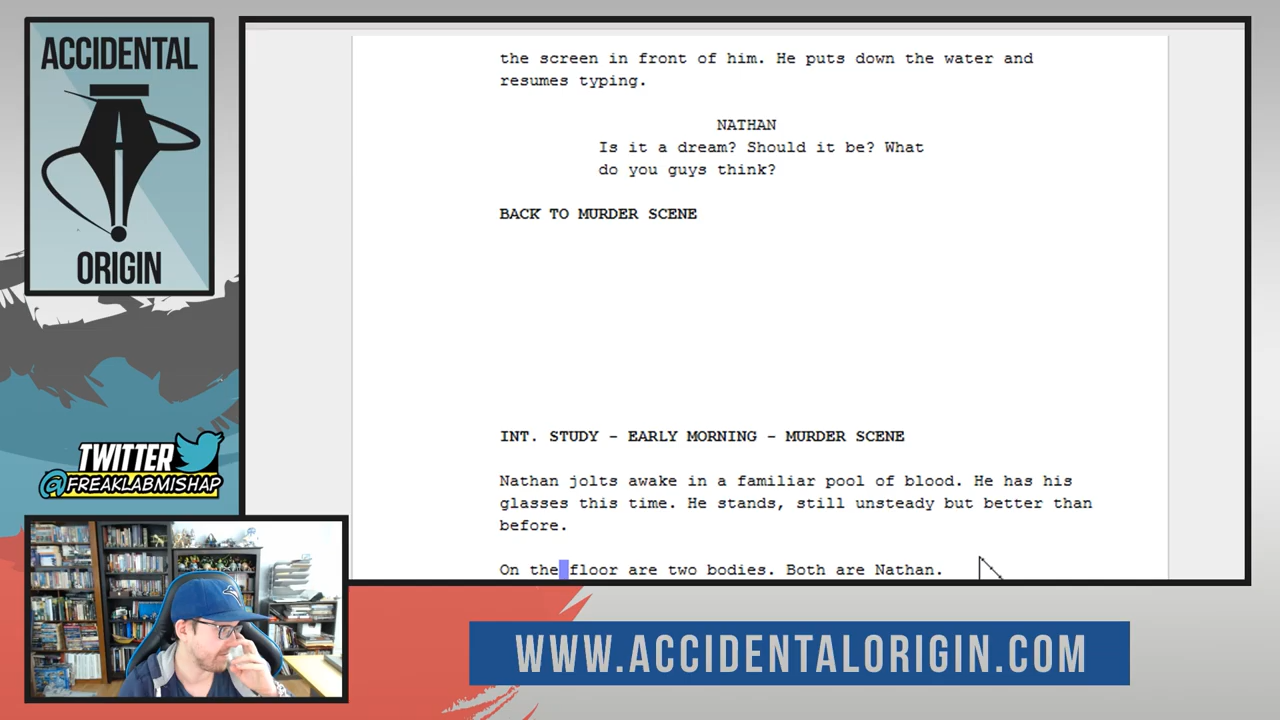 ACCIDENTAL
ORIGIN
the screen in front of him. He puts down the water and
resumes typing.
NATHAN
Is it a dream? Should it be? What
do you guys think?
BACK TO MURDER SCENE
INT. STUDY - EARLY MORNING - MURDER SCENE
Nathan jolts awake in a familiar pool of blood. He has his
glasses this time. He stands, still unsteady but better than
before.
On the floor are two bodies. Both are Nathan.
TWITTER
@FREAKLABMISHAP
WWW.ACCIDENTALORIGIN.COM